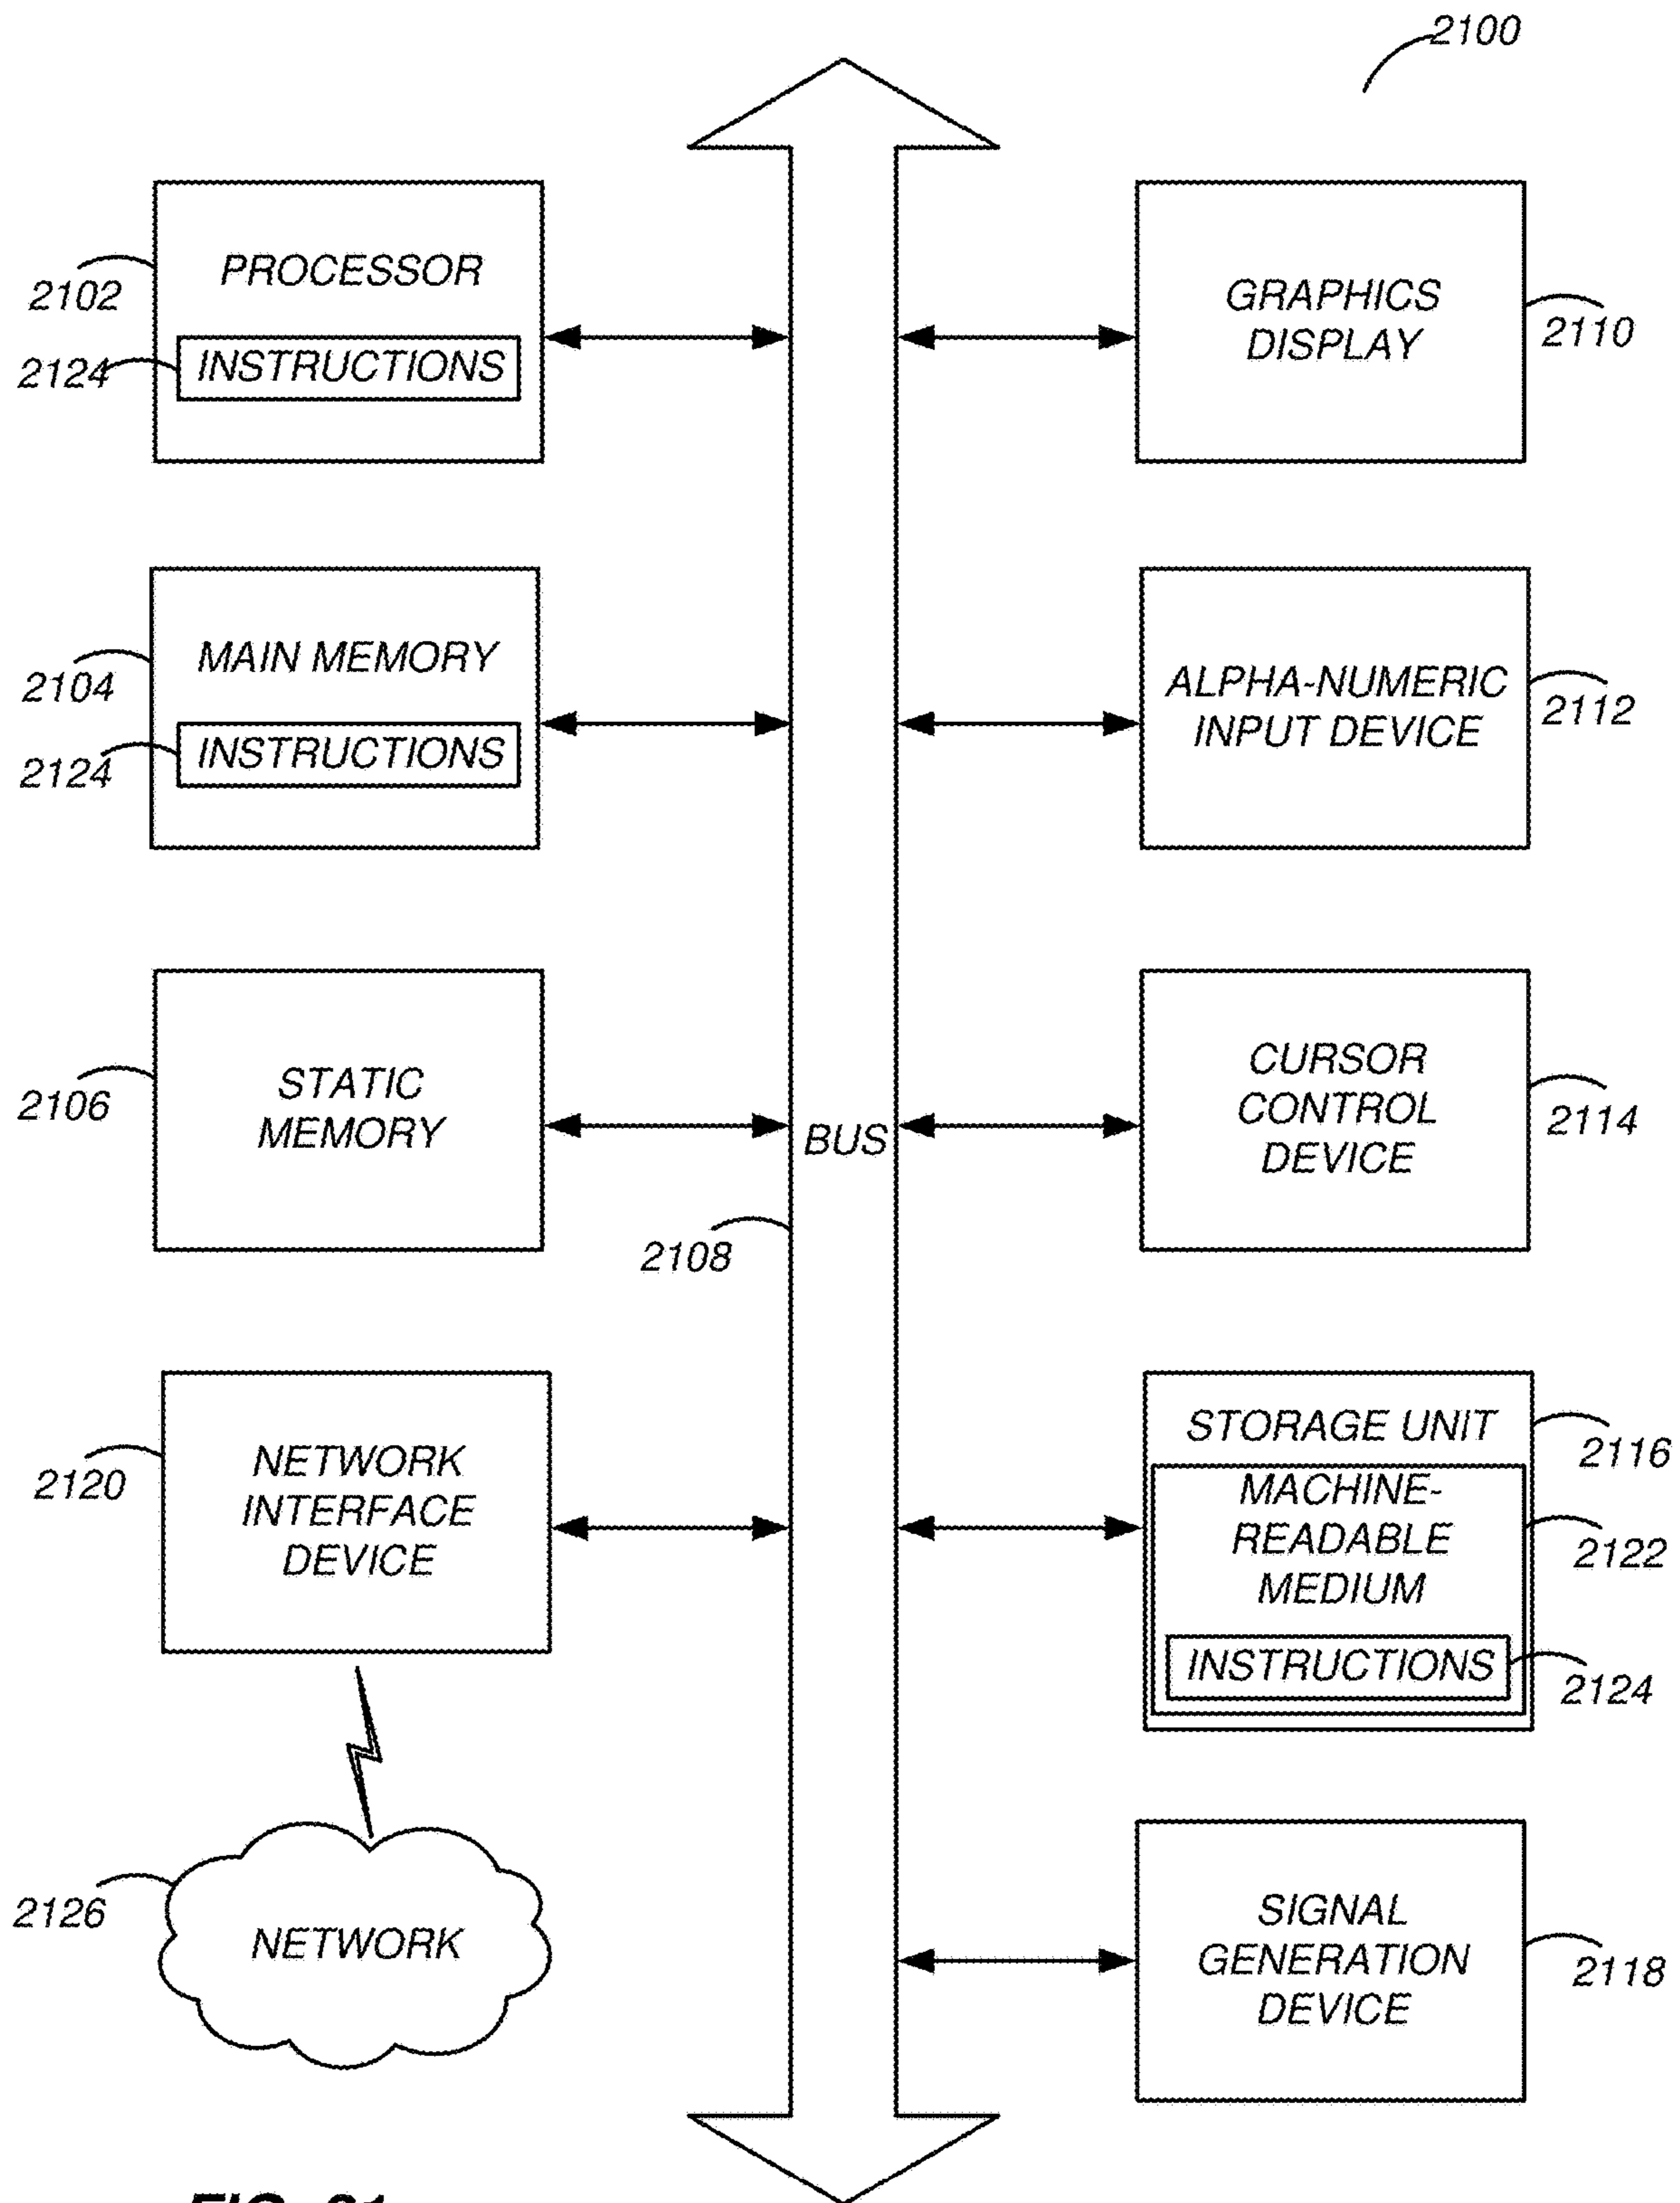 2100
PROCESSOR
2102
2124
INSTRUCTIONS
GRAPHICS
DISPLAY
2110
MAIN MEMORY
2104
2124
INSTRUCTIONS
ALPHA-NUMERIC
INPUT DEVICE
2112
STATIC
MEMORY
2106
BUS
2108
CURSOR
CONTROL
DEVICE
2114
NETWORK
INTERFACE
DEVICE
2120
STORAGE UNIT
2116
MACHINE-
READABLE
MEDIUM
2122
INSTRUCTIONS
2124
2126
NETWORK
SIGNAL
GENERATION
DEVICE
2118
FIG. 21